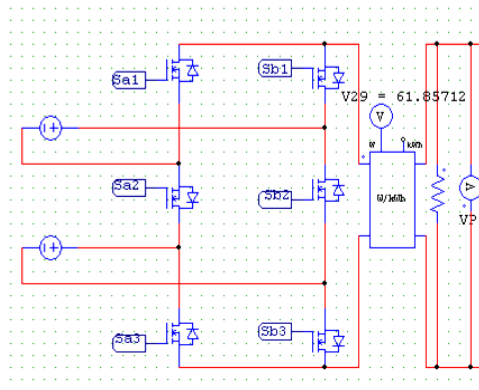 Sa1
Sb1
V29 = 61.85712
V
W
kWh
Sa2
Sb2
W/kWh
A
VP
Sa3
Sb3